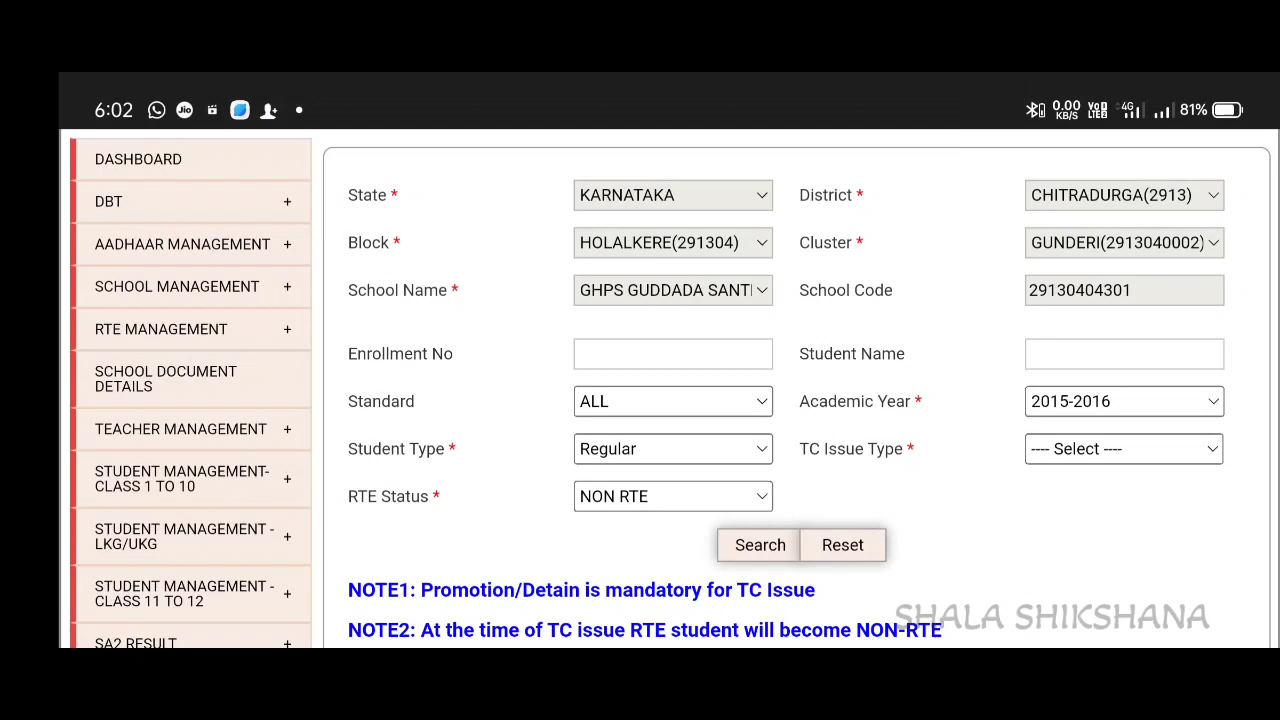 6:02 Jio 0.00 KB/S VoD LTE2 4G 81%
DASHBOARD
DBT +
AADHAAR MANAGEMENT +
SCHOOL MANAGEMENT +
RTE MANAGEMENT +
SCHOOL DOCUMENT
DETAILS
TEACHER MANAGEMENT +
STUDENT MANAGEMENT-
CLASS 1 TO 10 +
STUDENT MANAGEMENT -
LKG/UKG +
STUDENT MANAGEMENT -
CLASS 11 TO 12 +
SA2 RESULT +
State * KARNATAKA District * CHITRADURGA(2913)
Block * HOLALKERE(291304) Cluster * GUNDERI(2913040002)
School Name * GHPS GUDDADA SANTI School Code 29130404301
Enrollment No Student Name
Standard ALL Academic Year * 2015-2016
Student Type * Regular TC Issue Type * ---- Select ----
RTE Status * NON RTE
Search Reset
NOTE1: Promotion/Detain is mandatory for TC Issue
NOTE2: At the time of TC issue RTE student will become NON-RTE
SHALA SHIKSHANA